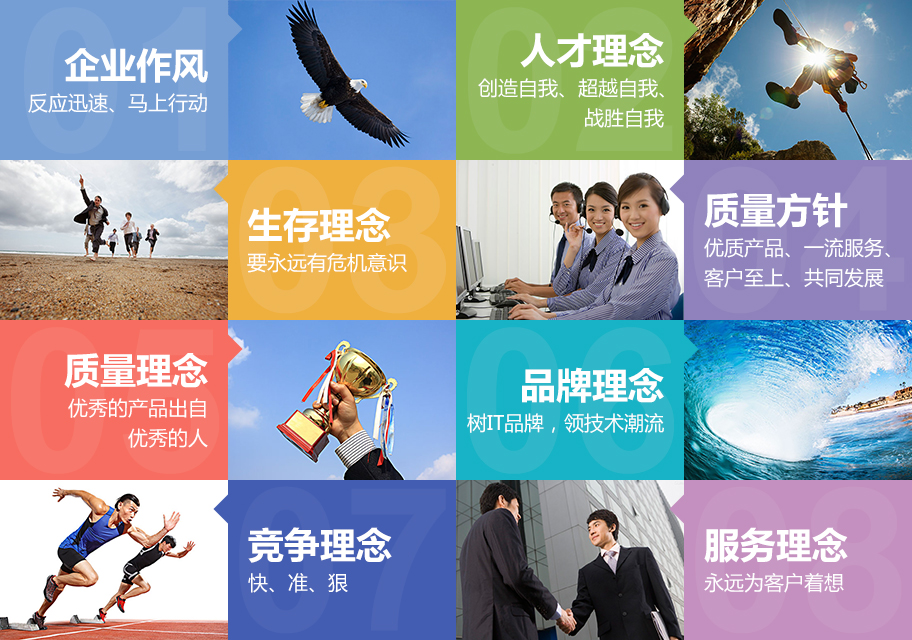 01
企业作风
反应迅速、马上行动
02
人才理念
创造自我、超越自我、
战胜自我
03
生存理念
要永远有危机意识
04
质量方针
优质产品、一流服务、
客户至上、共同发展
05
质量理念
优秀的产品出自
优秀的人
06
品牌理念
树IT品牌，领技术潮流
07
竞争理念
快、准、狠
08
服务理念
永远为客户着想